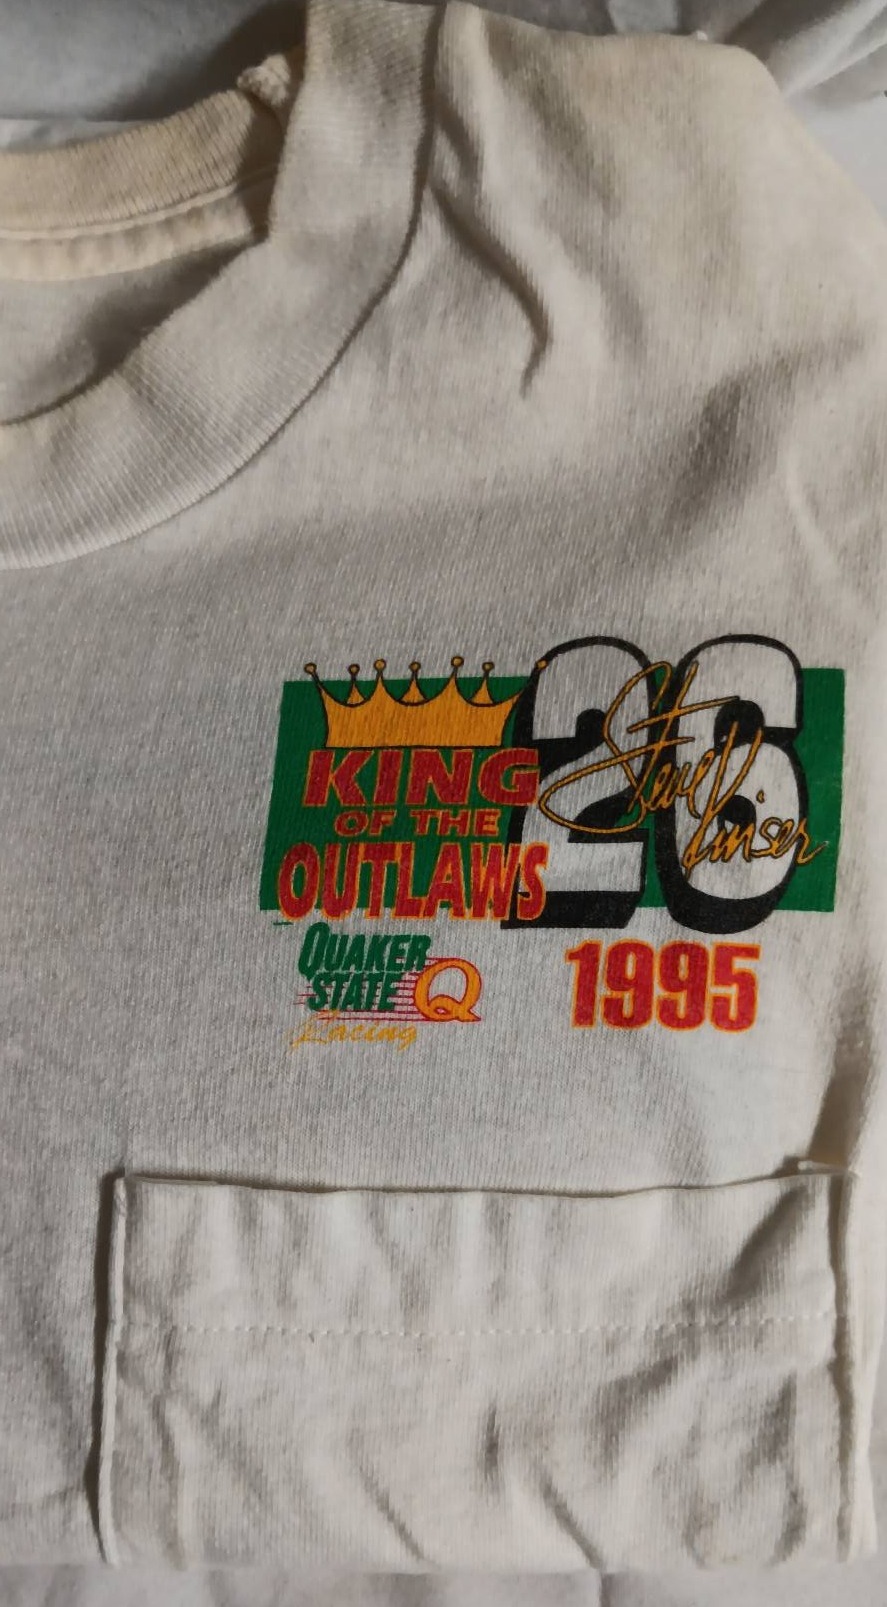 KING
OF THE
OUTLAWS
26
Steve Kinser
QUAKER
STATE Q
Racing
1995